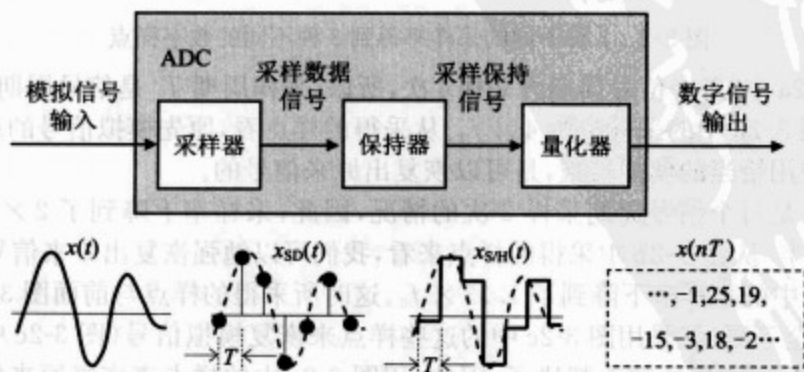 ADC
模拟信号
输入
采样数据
信号
采样保持
信号
数字信号
输出
采样器
保持器
量化器
x(t)
xSD(t)
xS/H(t)
x(nT)
T
T
…,-1,25,19,
-15,-3,18,-2…